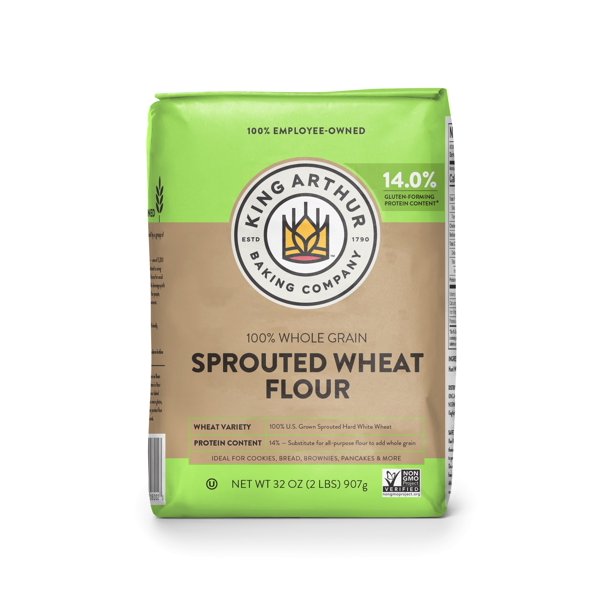 100% EMPLOYEE-OWNED
KING ARTHUR
ESTD 1790
BAKING COMPANY
™
14.0%
GLUTEN-FORMING
PROTEIN CONTENT*
100% WHOLE GRAIN
SPROUTED WHEAT
FLOUR
WHEAT VARIETY 100% U.S. Grown Sprouted Hard White Wheat
PROTEIN CONTENT 14% — Substitute for all-purpose flour to add whole grain
IDEAL FOR COOKIES, BREAD, BROWNIES, PANCAKES & MORE
U
NET WT 32 OZ (2 LBS) 907g
NON
GMO
Project
VERIFIED
nongmoproject.org